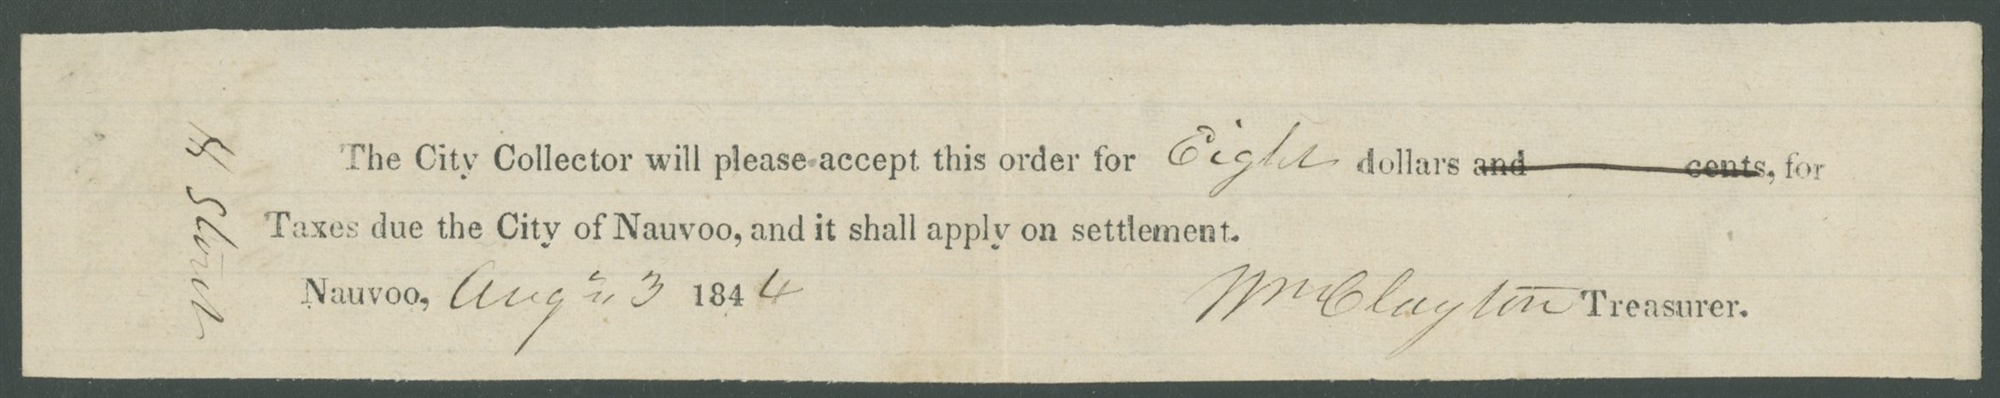 The City Collector will please accept this order for Eight dollars and cents, for
Taxes due the City of Nauvoo, and it shall apply on settlement.
Nauvoo, Augt 3 1844 Wm Clayton Treasurer.
H